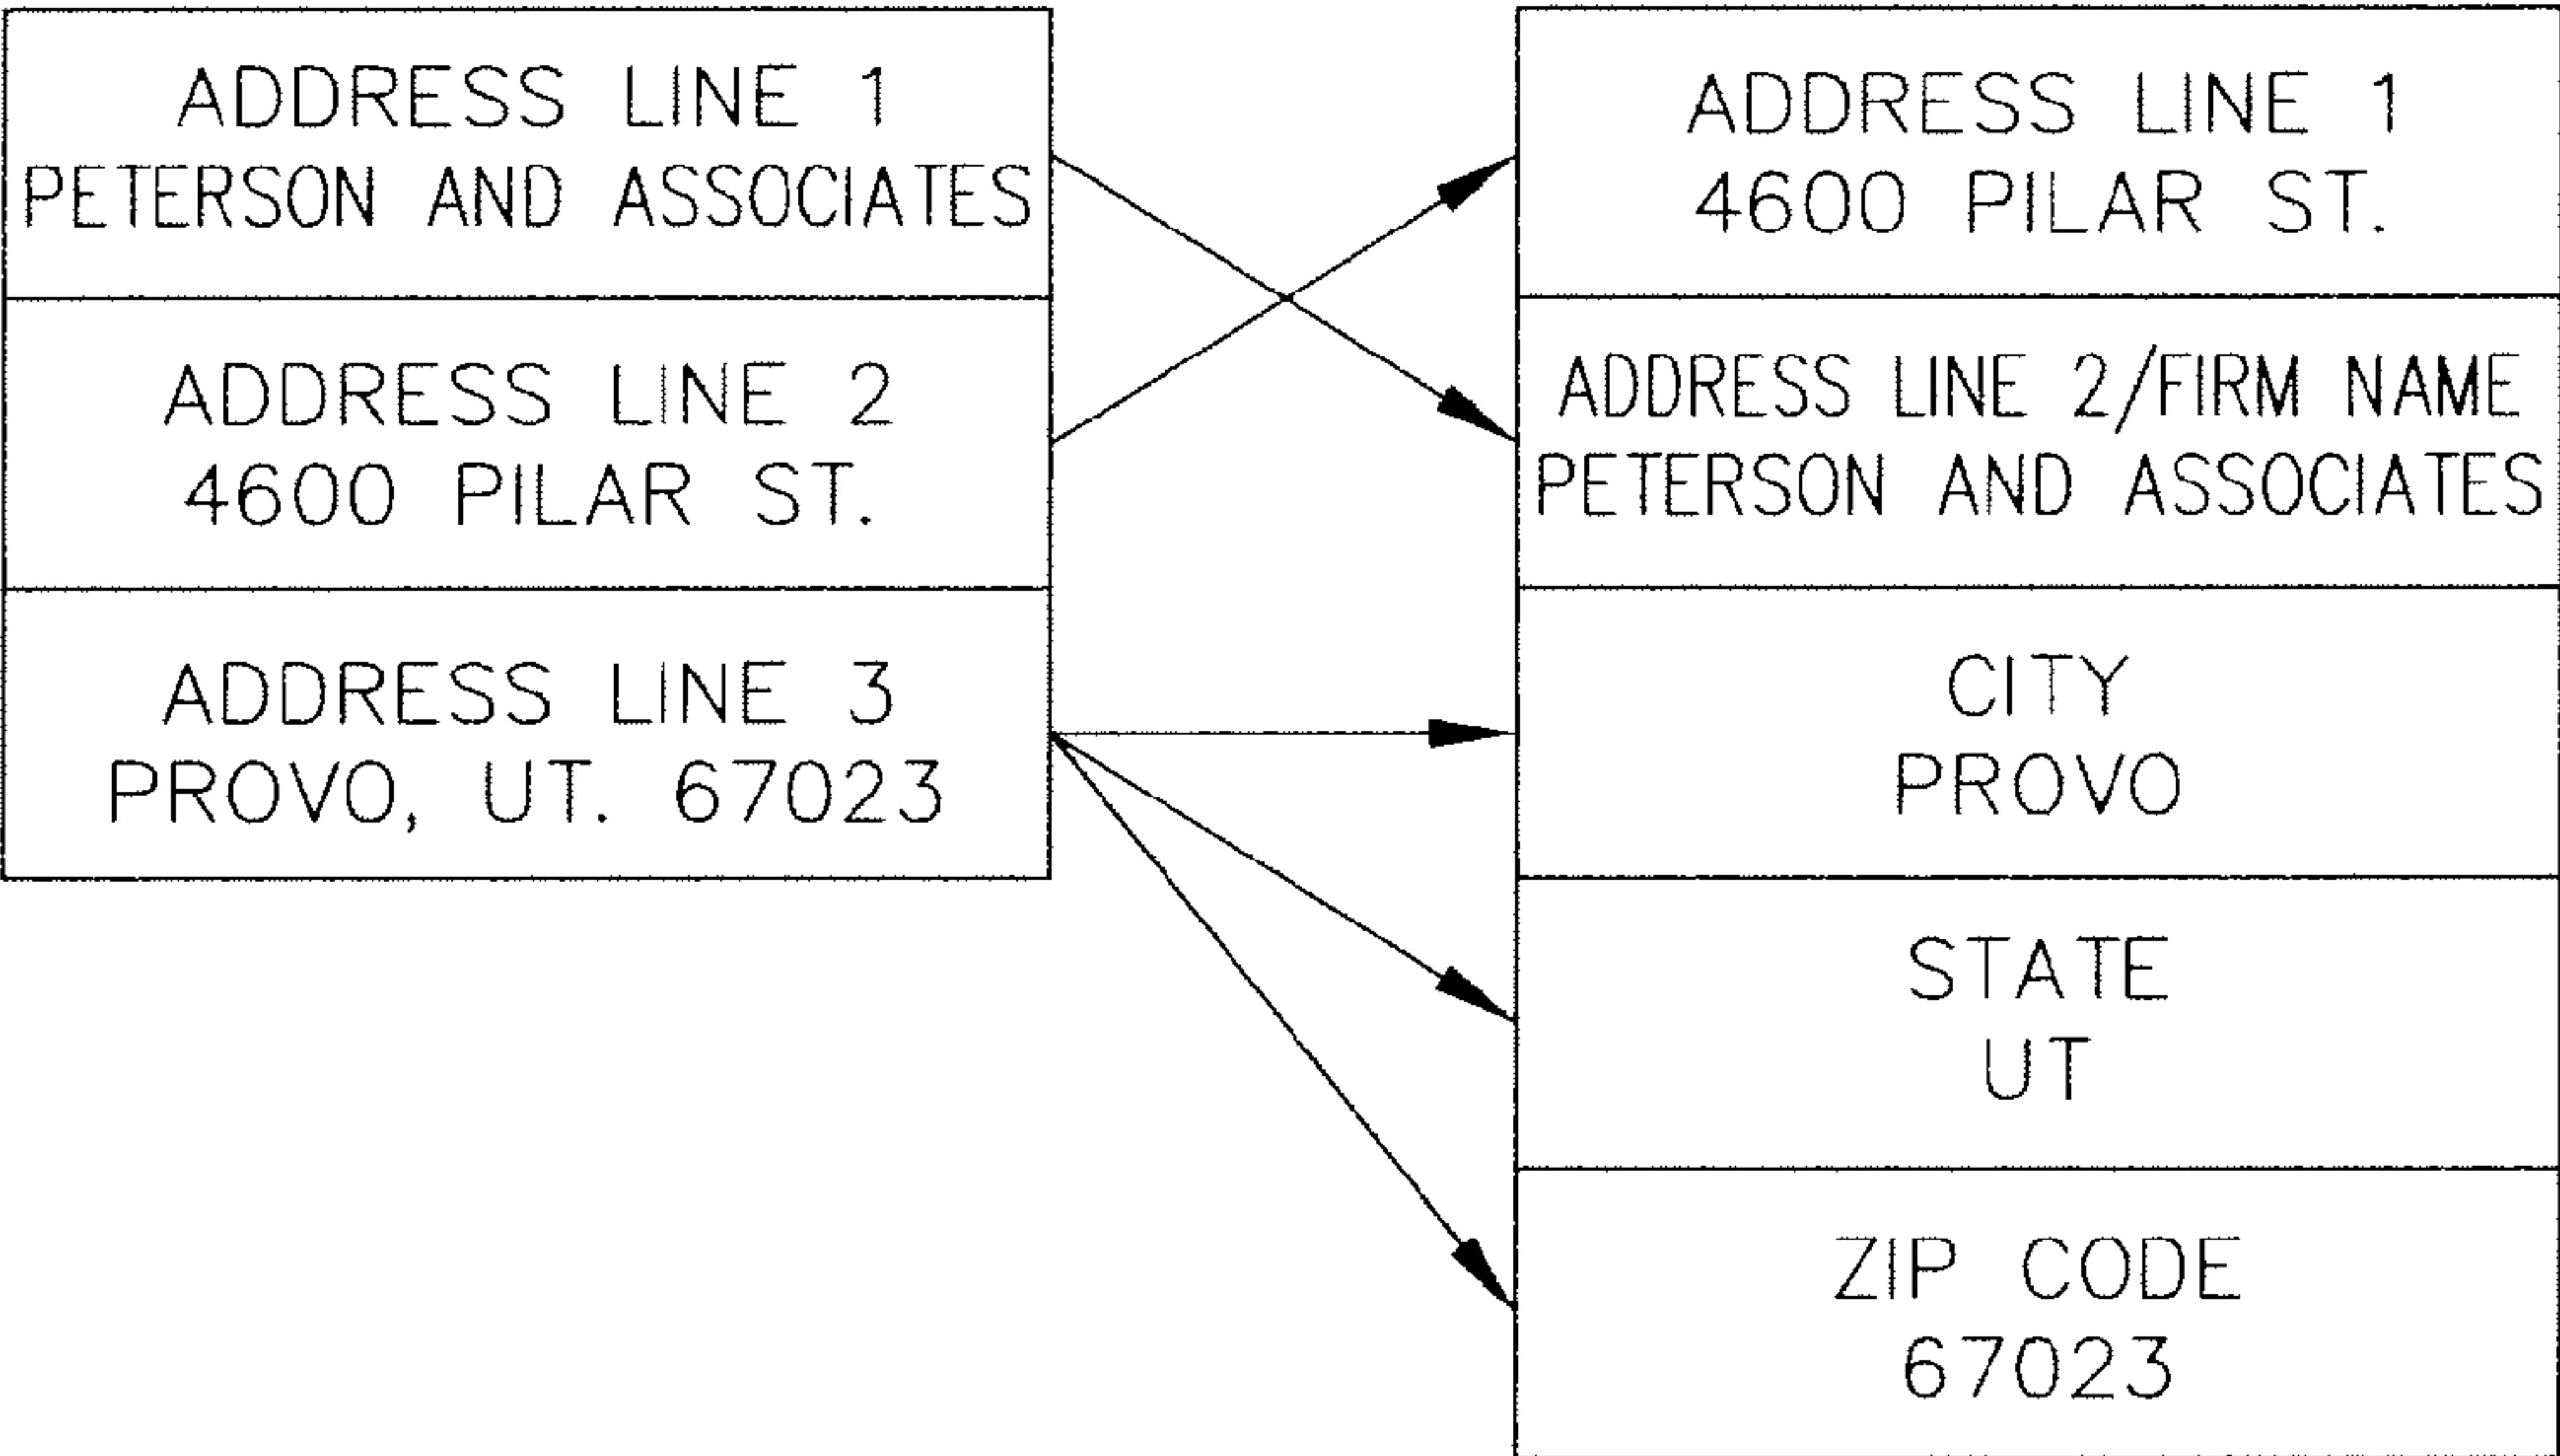 ADDRESS LINE 1
PETERSON AND ASSOCIATES
ADDRESS LINE 2
4600 PILAR ST.
ADDRESS LINE 3
PROVO, UT. 67023
ADDRESS LINE 1
4600 PILAR ST.
ADDRESS LINE 2/FIRM NAME
PETERSON AND ASSOCIATES
CITY
PROVO
STATE
UT
ZIP CODE
67023